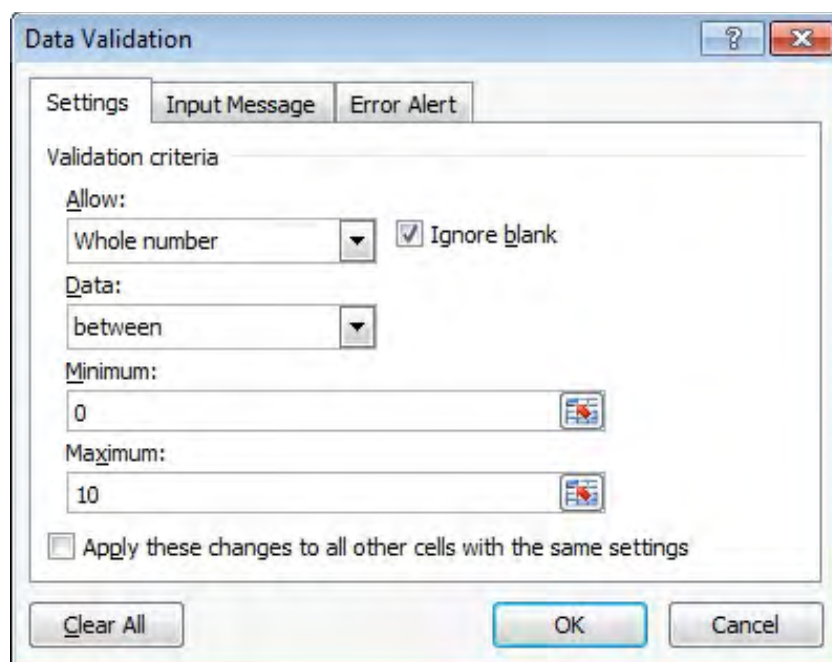 Data Validation
Settings Input Message Error Alert
Validation criteria
Allow:
Whole number Ignore blank
Data:
between
Minimum:
0
Maximum:
10
Apply these changes to all other cells with the same settings
Clear All OK Cancel